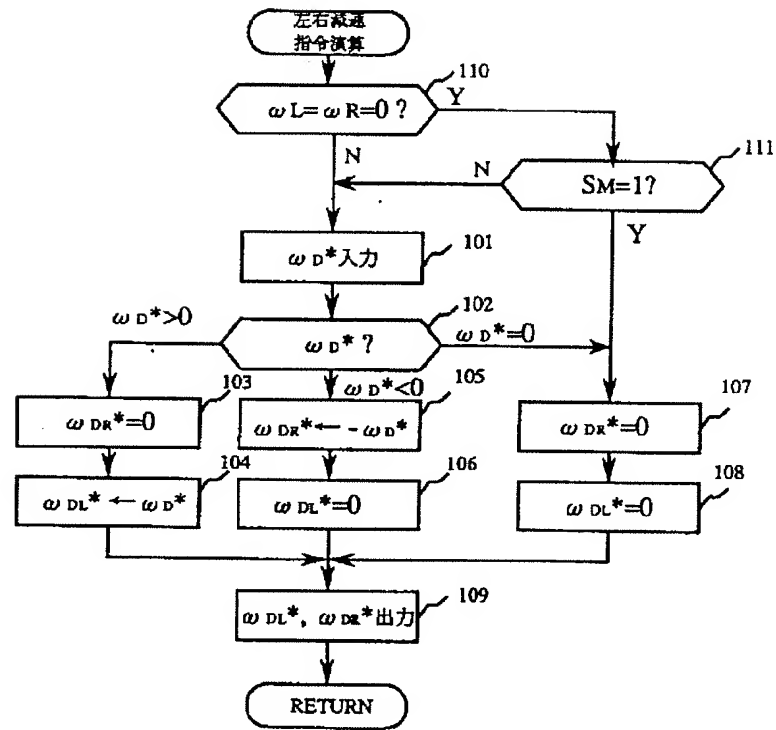 左右減速
指令演算
110
ωL=ωR=0?
Y
N
111
N
SM=1?
Y
101
ωD*入力
102
ωD*>0
ωD*?
ωD*=0
ωD*<0
103
105
107
ωDR*=0
ωDR*← -ωD*
ωDR*=0
104
106
108
ωDL* ← ωD*
ωDL*=0
ωDL*=0
109
ωDL*, ωDR*出力
RETURN